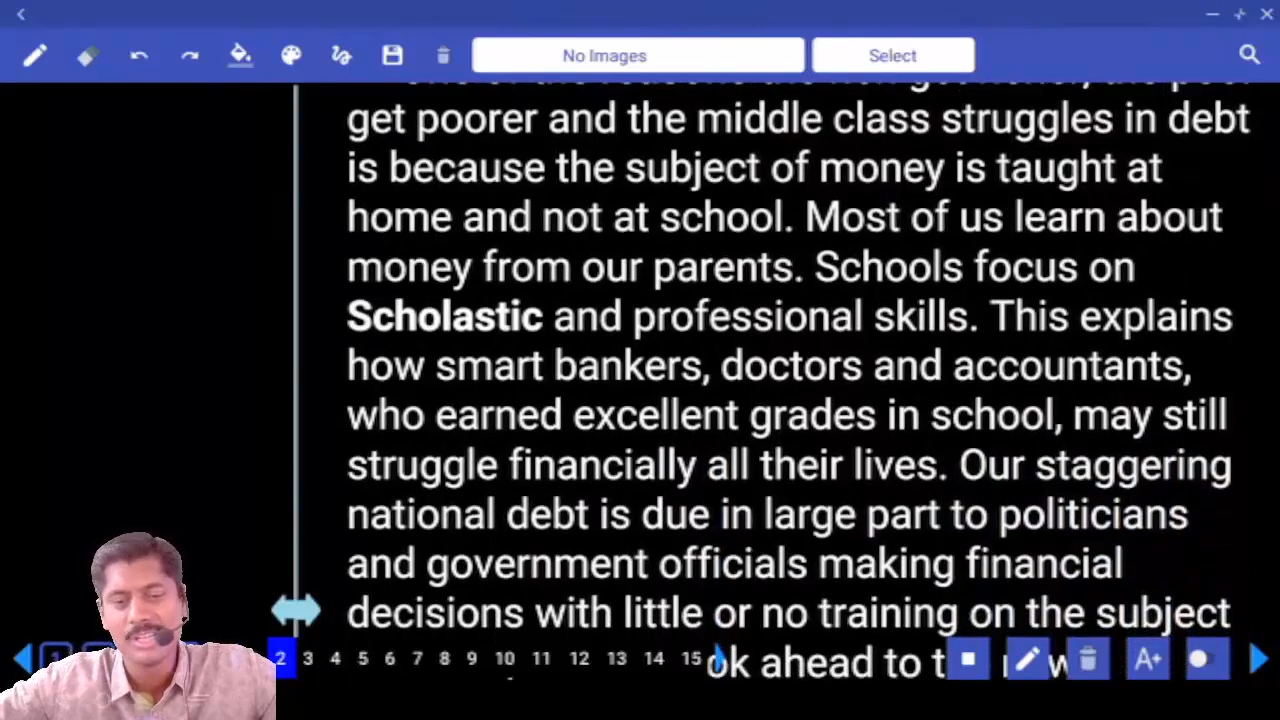 No Images
Select
get poorer and the middle class struggles in debt
is because the subject of money is taught at
home and not at school. Most of us learn about
money from our parents. Schools focus on
Scholastic and professional skills. This explains
how smart bankers, doctors and accountants,
who earned excellent grades in school, may still
struggle financially all their lives. Our staggering
national debt is due in large part to politicians
and government officials making financial
decisions with little or no training on the subject
ahead to
2 3 4 5 6 7 8 9 10 11 12 13 14 15
A+